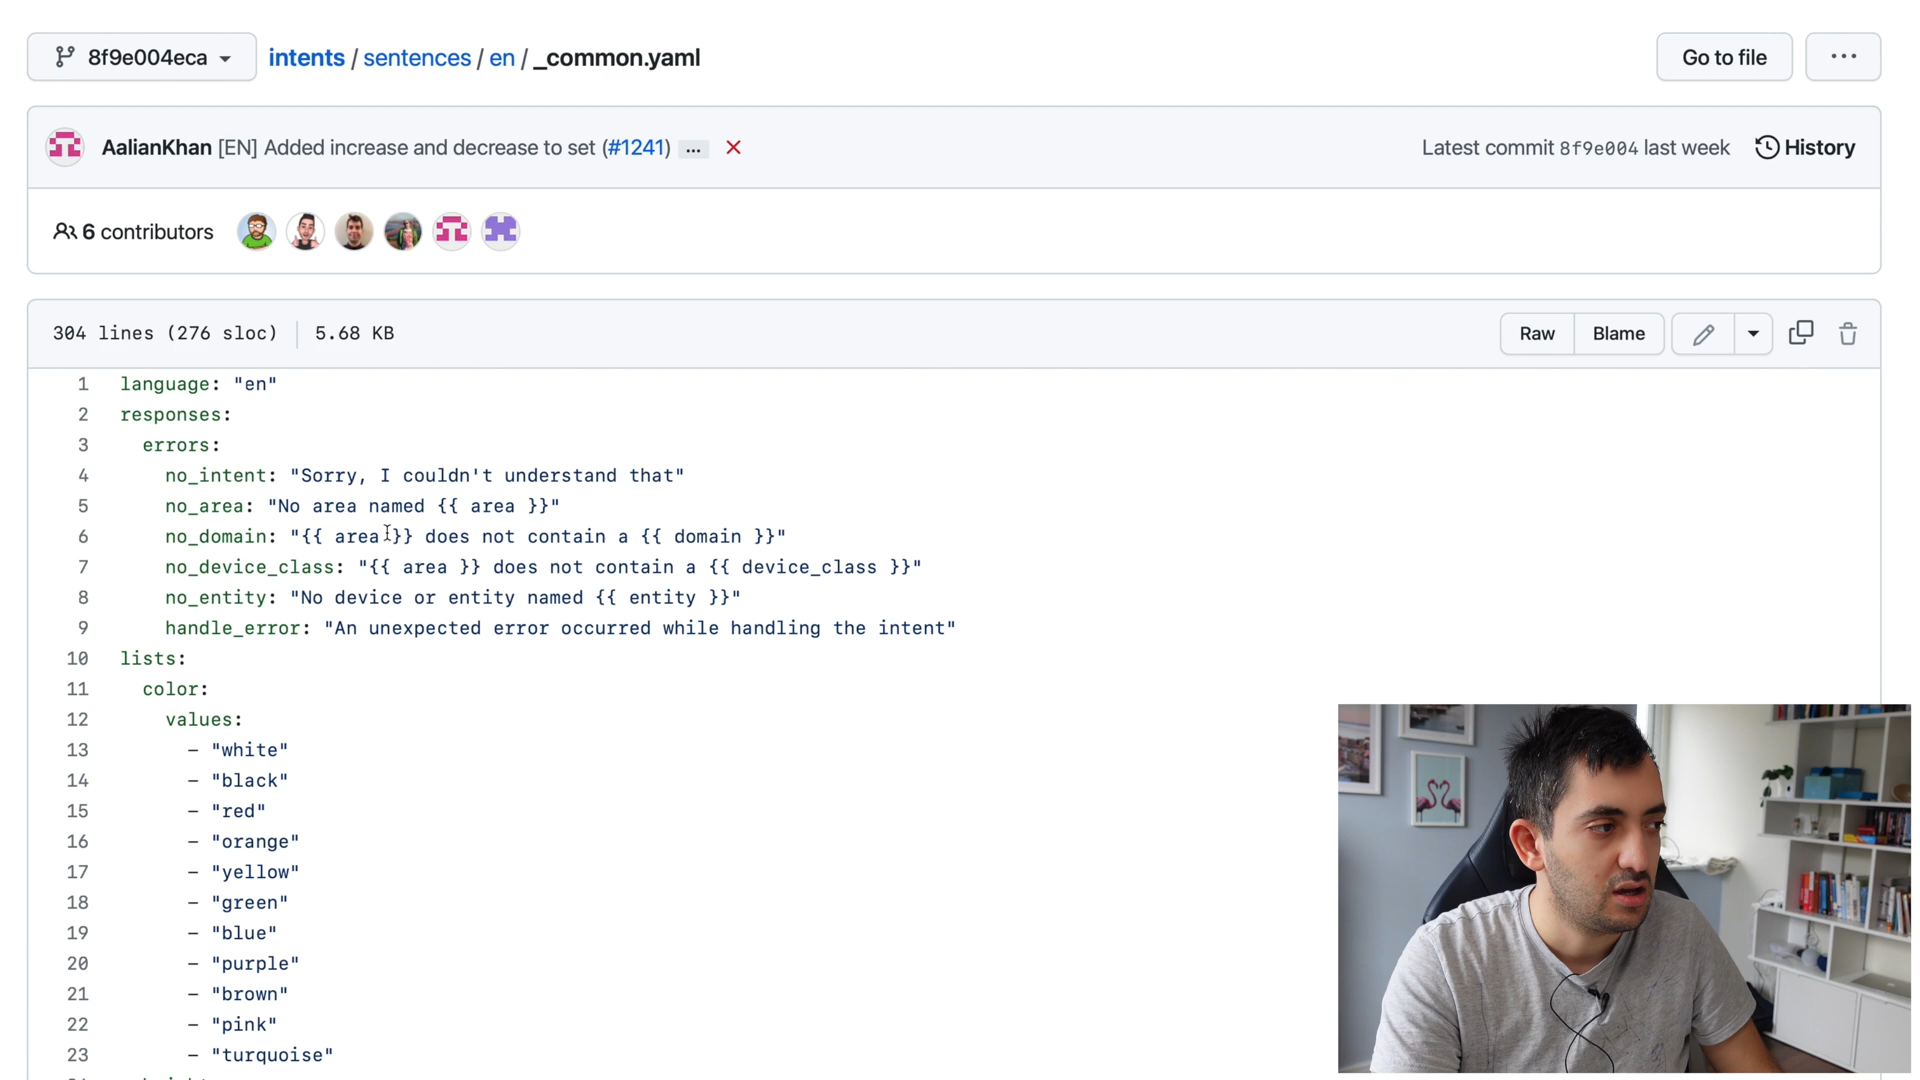 8f9e004eca
intents / sentences / en / _common.yaml
Go to file
...
AalianKhan [EN] Added increase and decrease to set (#1241) ...
Latest commit 8f9e004 last week
History
6 contributors
304 lines (276 sloc)
5.68 KB
Raw
Blame
1 language: "en"
2 responses:
3 errors:
4 no_intent: "Sorry, I couldn't understand that"
5 no_area: "No area named {{ area }}"
6 no_domain: "{{ area }} does not contain a {{ domain }}"
7 no_device_class: "{{ area }} does not contain a {{ device_class }}"
8 no_entity: "No device or entity named {{ entity }}"
9 handle_error: "An unexpected error occurred while handling the intent"
10 lists:
11 color:
12 values:
13 - "white"
14 - "black"
15 - "red"
16 - "orange"
17 - "yellow"
18 - "green"
19 - "blue"
20 - "purple"
21 - "brown"
22 - "pink"
23 - "turquoise"